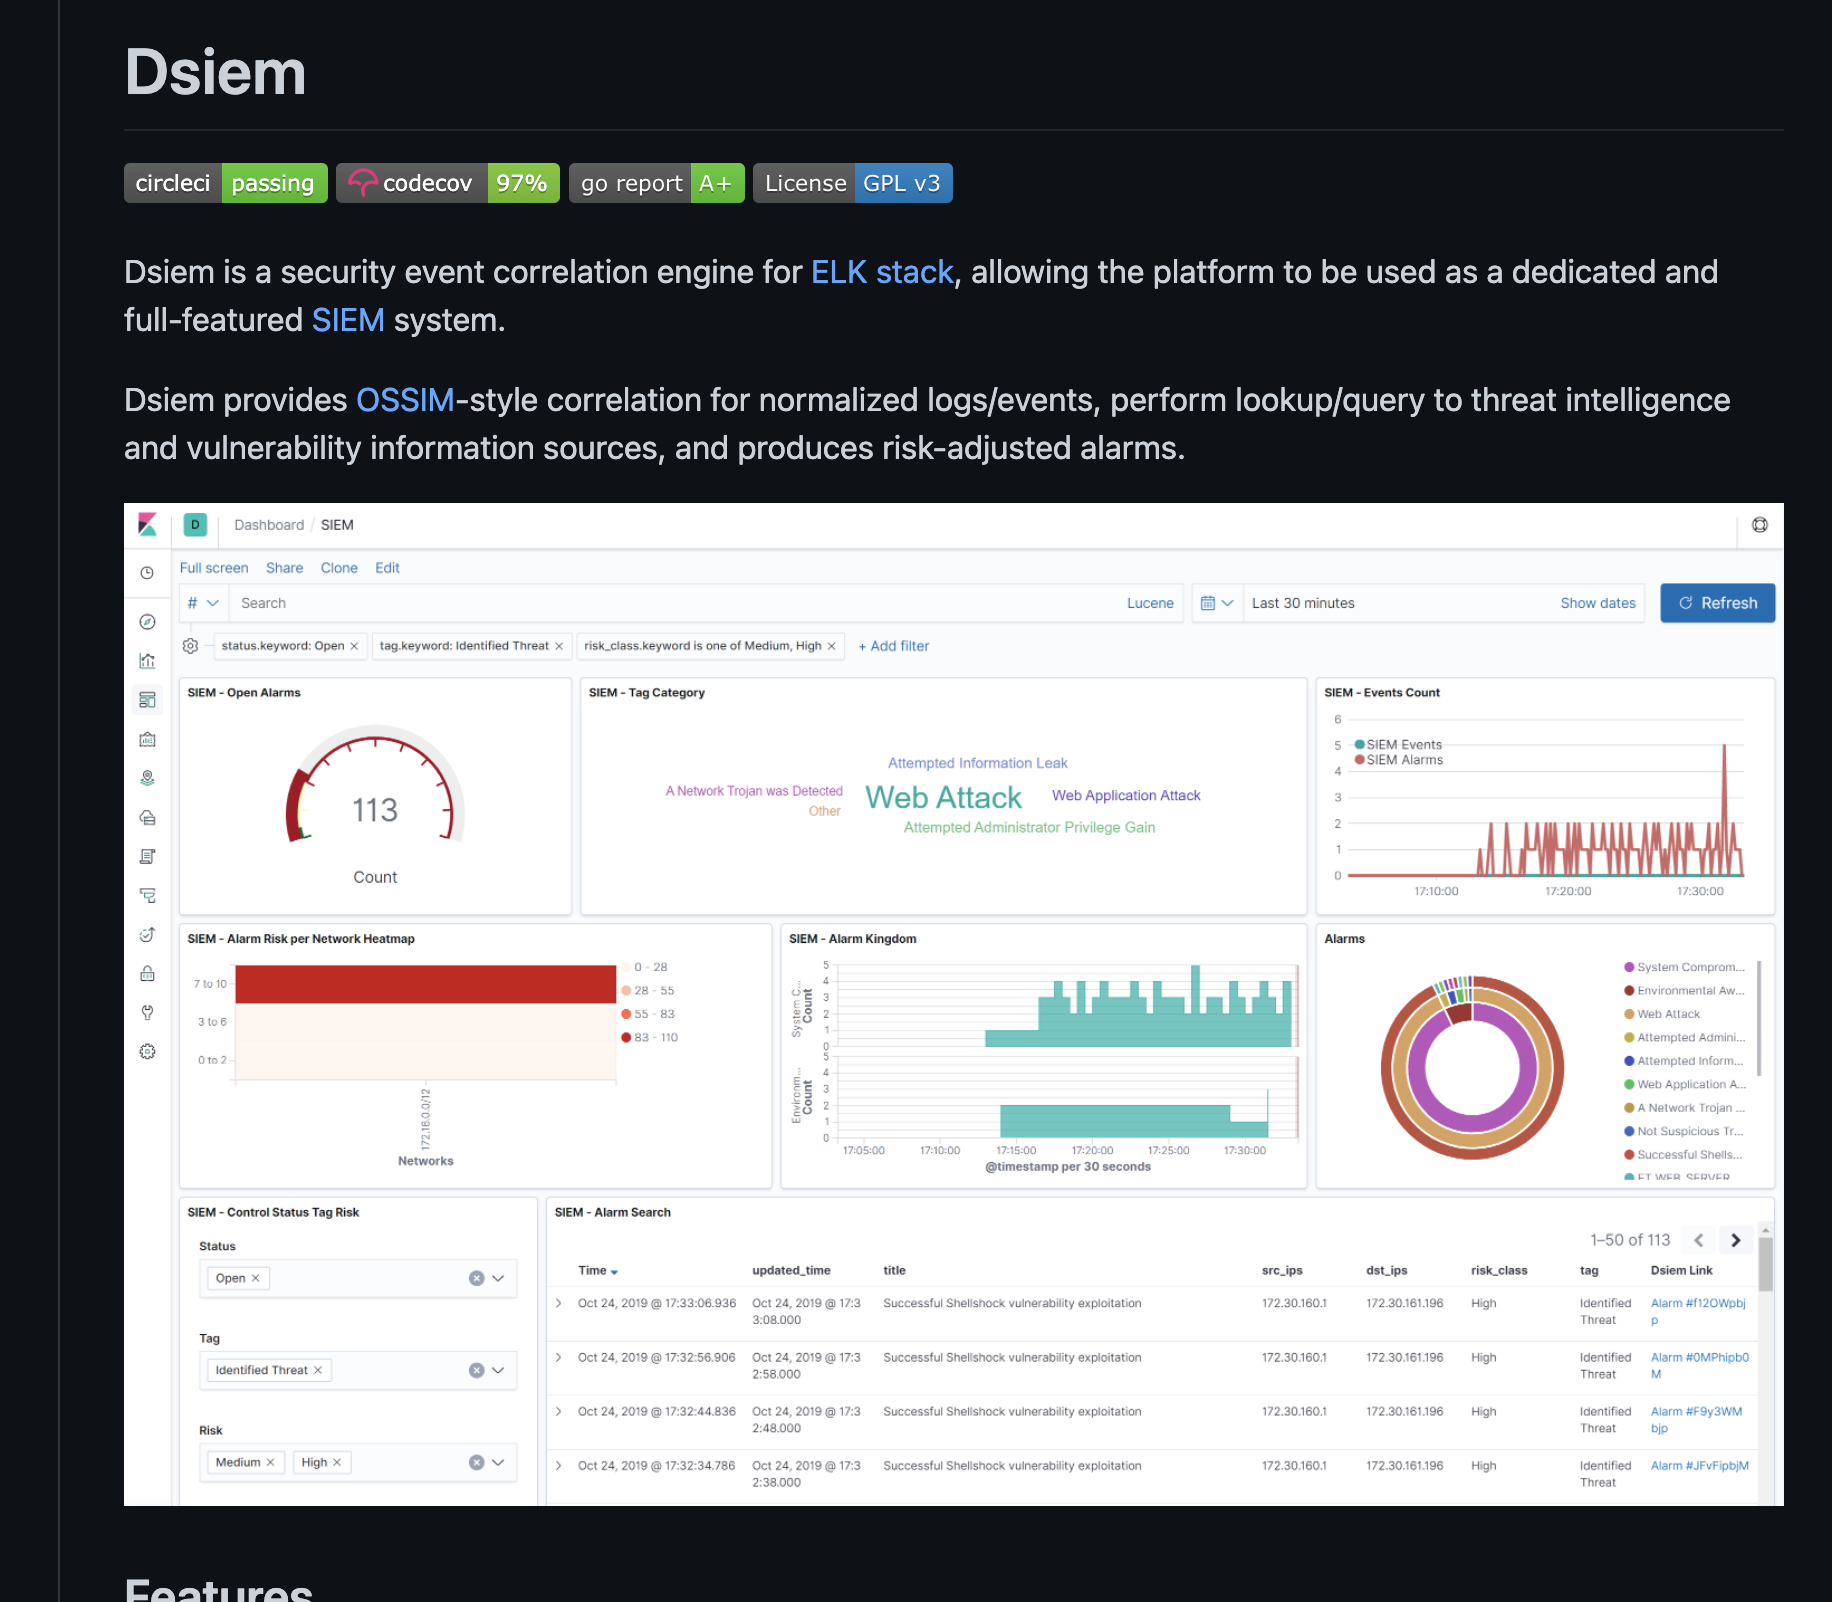 Dsiem
circleci passing
codecov 97%
go report A+
License GPL v3
Dsiem is a security event correlation engine for ELK stack, allowing the platform to be used as a dedicated and
full-featured SIEM system.
Dsiem provides OSSIM-style correlation for normalized logs/events, perform lookup/query to threat intelligence
and vulnerability information sources, and produces risk-adjusted alarms.
D Dashboard / SIEM
Full screen Share Clone Edit
# Search Lucene Last 30 minutes Show dates Refresh
status.keyword: Open × tag.keyword: Identified Threat × risk_class.keyword is one of Medium, High × + Add filter
SIEM - Open Alarms
113
Count
SIEM - Tag Category
Attempted Information Leak
A Network Trojan was Detected
Web Attack
Web Application Attack
Other
Attempted Administrator Privilege Gain
SIEM - Events Count
6
5
4
3
2
1
0
SIEM Events
SIEM Alarms
17:10:00 17:20:00 17:30:00
SIEM - Alarm Risk per Network Heatmap
7 to 10
3 to 6
0 to 2
0 - 28
28 - 55
55 - 83
83 - 110
172.16.0.0/12
Networks
SIEM - Alarm Kingdom
System C...
Count
5
4
3
2
1
0
Environm...
Count
5
4
3
2
1
0
17:05:00 17:10:00 17:15:00 17:20:00 17:25:00 17:30:00
@timestamp per 30 seconds
Alarms
System Comprom...
Environmental Aw...
Web Attack
Attempted Admini...
Attempted Inform...
Web Application A...
A Network Trojan ...
Not Suspicious Tr...
Successful Shells...
ET WEB_SERVER
SIEM - Control Status Tag Risk
Status
Open ×
Tag
Identified Threat ×
Risk
Medium × High ×
SIEM - Alarm Search
1–50 of 113
Time updated_time title src_ips dst_ips risk_class tag Dsiem Link
Oct 24, 2019 @ 17:33:06.936 Oct 24, 2019 @ 17:3 Successful Shellshock vulnerability exploitation 172.30.160.1 172.30.161.196 High Identified Alarm #f12OWpbj
3:08.000 Threat p
Oct 24, 2019 @ 17:32:56.906 Oct 24, 2019 @ 17:3 Successful Shellshock vulnerability exploitation 172.30.160.1 172.30.161.196 High Identified Alarm #0MPhipb0
2:58.000 Threat M
Oct 24, 2019 @ 17:32:44.836 Oct 24, 2019 @ 17:3 Successful Shellshock vulnerability exploitation 172.30.160.1 172.30.161.196 High Identified Alarm #F9y3WM
2:48.000 Threat bjp
Oct 24, 2019 @ 17:32:34.786 Oct 24, 2019 @ 17:3 Successful Shellshock vulnerability exploitation 172.30.160.1 172.30.161.196 High Identified Alarm #JFvFipbjM
2:38.000 Threat
Features